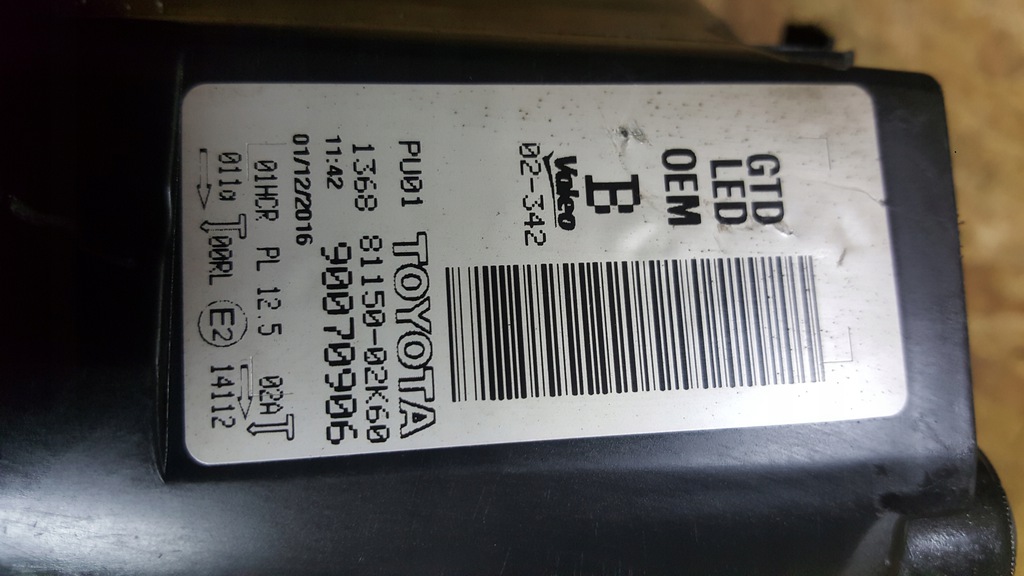 GTD
LED
OEM
B
Valeo
02-342
PU01 TOYOTA
1368 81150-02K60
11:42 90070906
01/12/2016
01HCR PL 12.5 02A
011a 00RL E2 14112